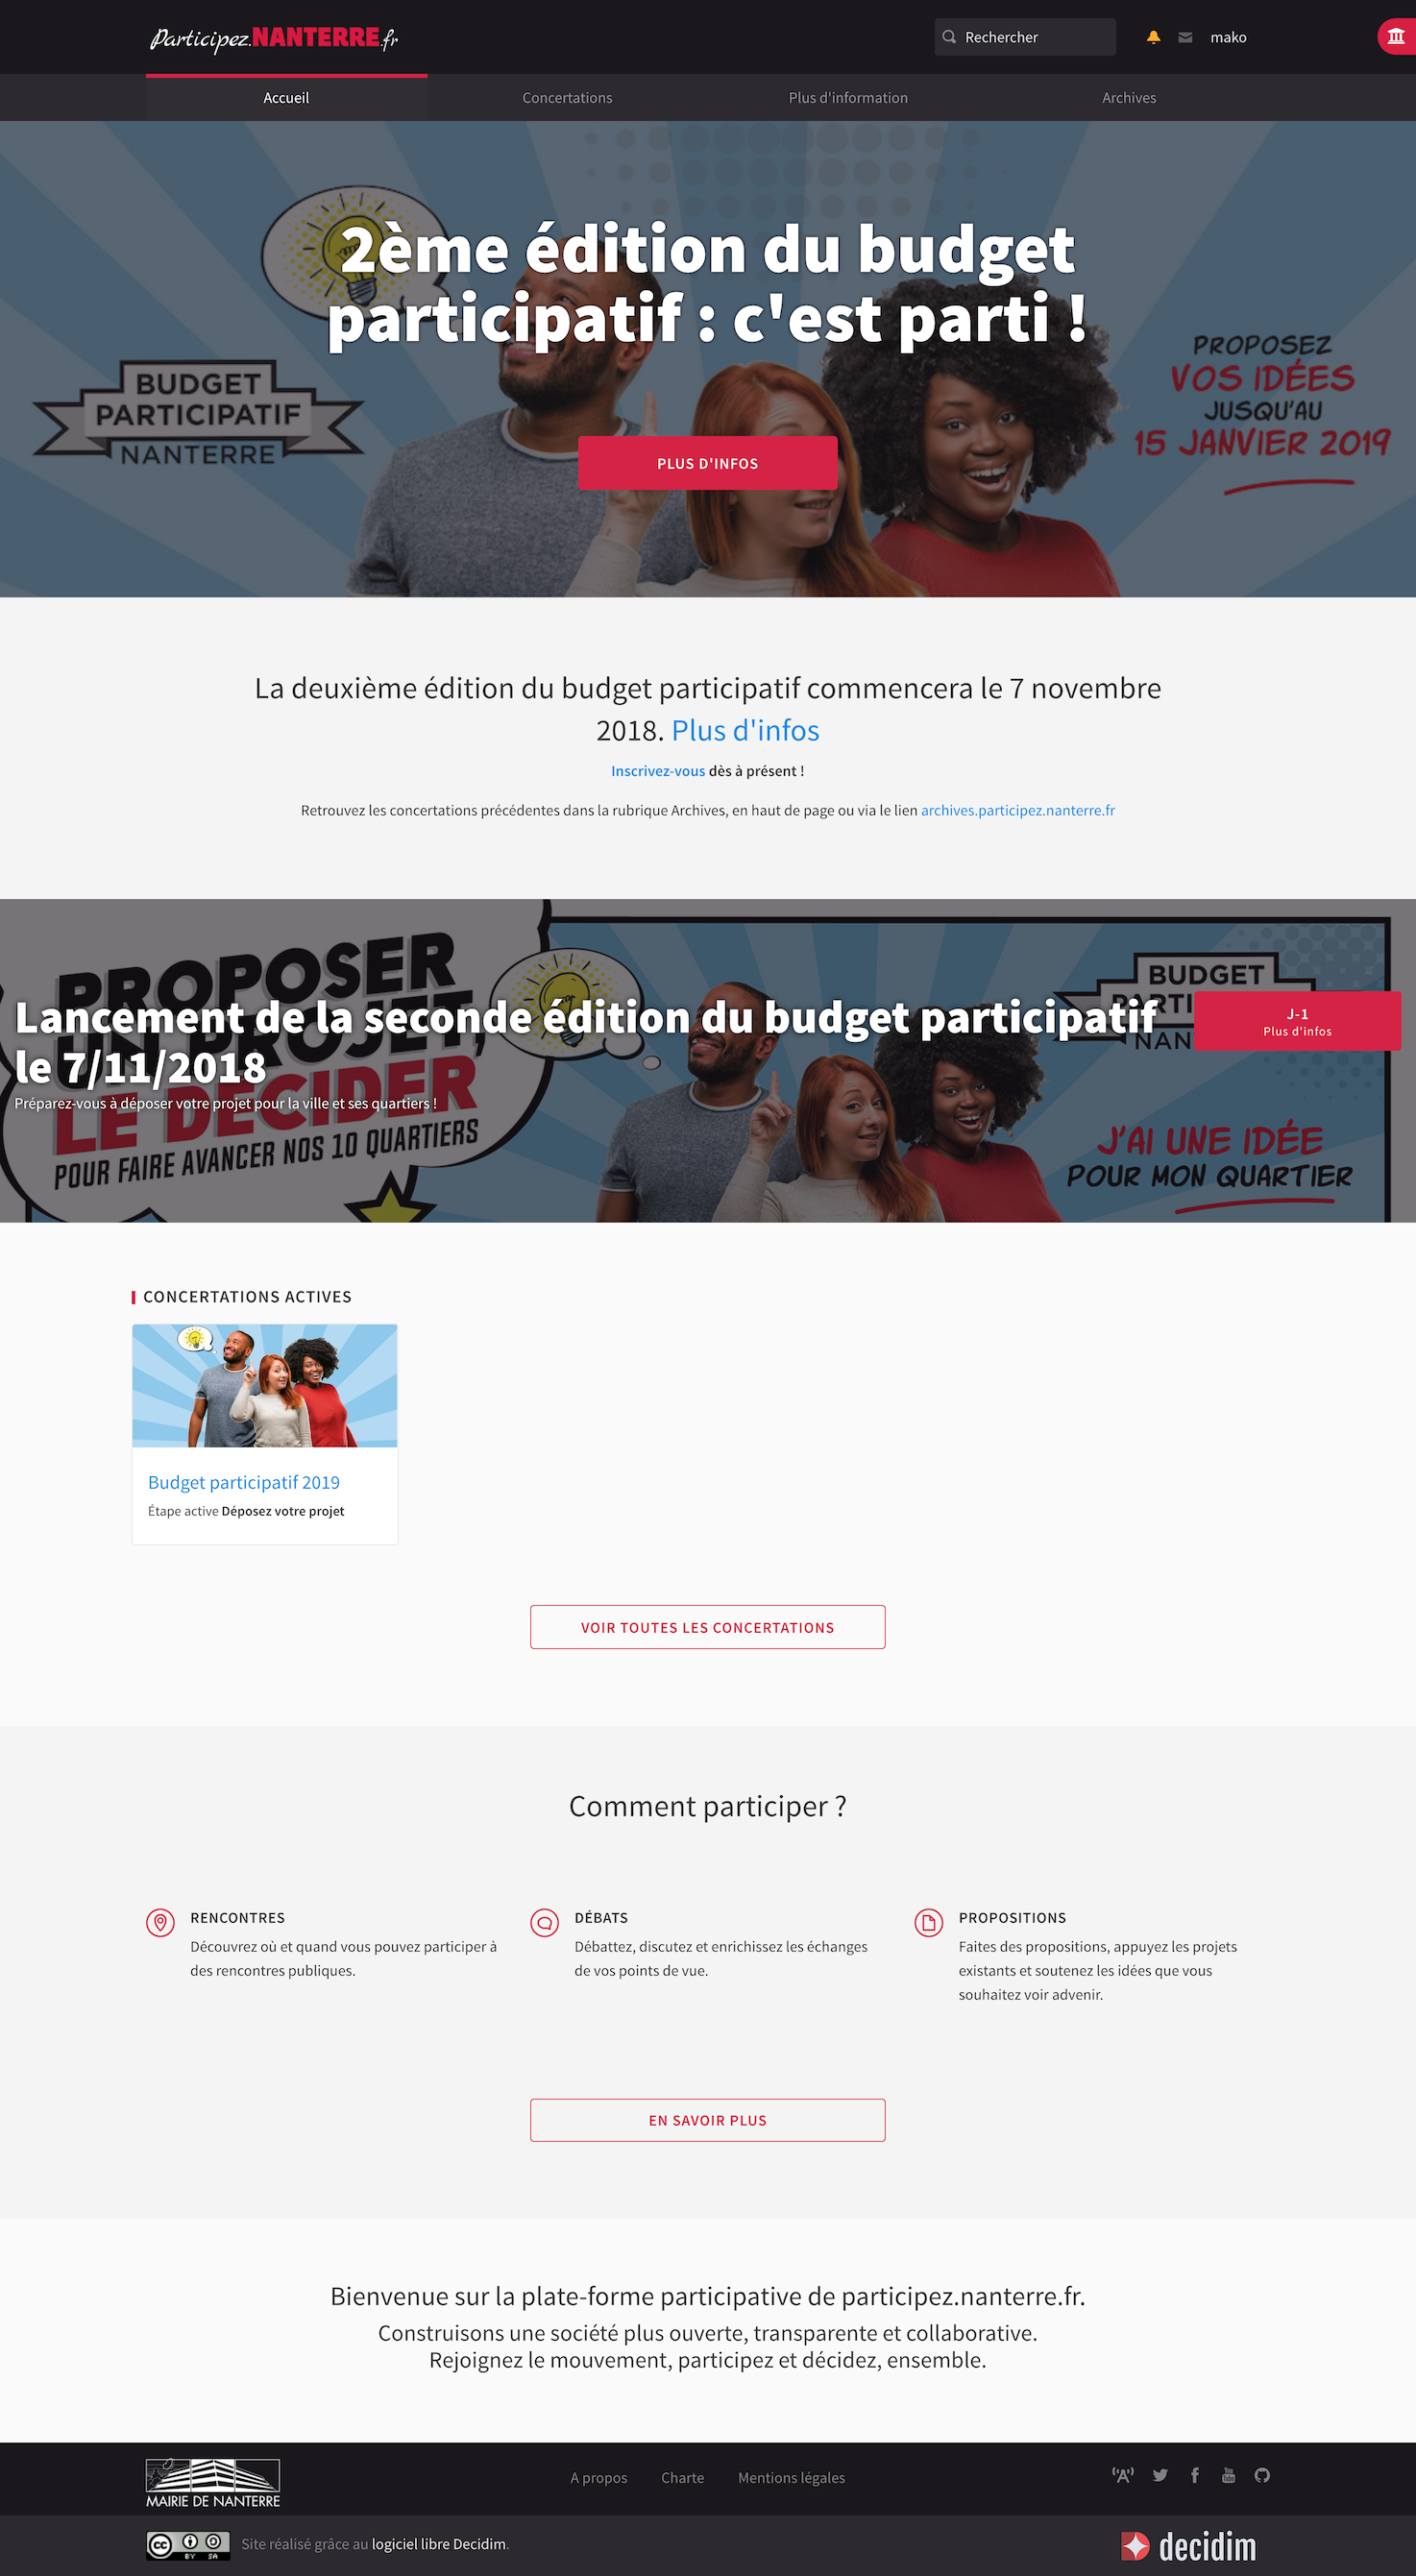 Participez.NANTERRE.fr
Rechercher
mako
Accueil
Concertations
Plus d'information
Archives
2ème édition du budget
participatif : c'est parti !
BUDGET
PARTICIPATIF
NANTERRE
PROPOSEZ
VOS IDÉES
JUSQU'AU
15 JANVIER 2019
PLUS D'INFOS
La deuxième édition du budget participatif commencera le 7 novembre
2018. Plus d'infos
Inscrivez-vous dès à présent !
Retrouvez les concertations précédentes dans la rubrique Archives, en haut de page ou via le lien archives.participez.nanterre.fr
PROPOSER
UN PROJET,
LE DÉCIDER
POUR FAIRE AVANCER NOS 10 QUARTIERS
Lancement de la seconde édition du budget participatif
le 7/11/2018
Préparez-vous à déposer votre projet pour la ville et ses quartiers !
BUDGET
J-1
Plus d'infos
J'AI UNE IDÉE
POUR MON QUARTIER
CONCERTATIONS ACTIVES
Budget participatif 2019
Étape active Déposez votre projet
VOIR TOUTES LES CONCERTATIONS
Comment participer ?
RENCONTRES
Découvrez où et quand vous pouvez participer à
des rencontres publiques.
DÉBATS
Débattez, discutez et enrichissez les échanges
de vos points de vue.
PROPOSITIONS
Faites des propositions, appuyez les projets
existants et soutenez les idées que vous
souhaitez voir advenir.
EN SAVOIR PLUS
Bienvenue sur la plate-forme participative de participez.nanterre.fr.
Construisons une société plus ouverte, transparente et collaborative.
Rejoignez le mouvement, participez et décidez, ensemble.
MAIRIE DE NANTERRE
A propos
Charte
Mentions légales
cc BY SA
Site réalisé grâce au logiciel libre Decidim.
decidim